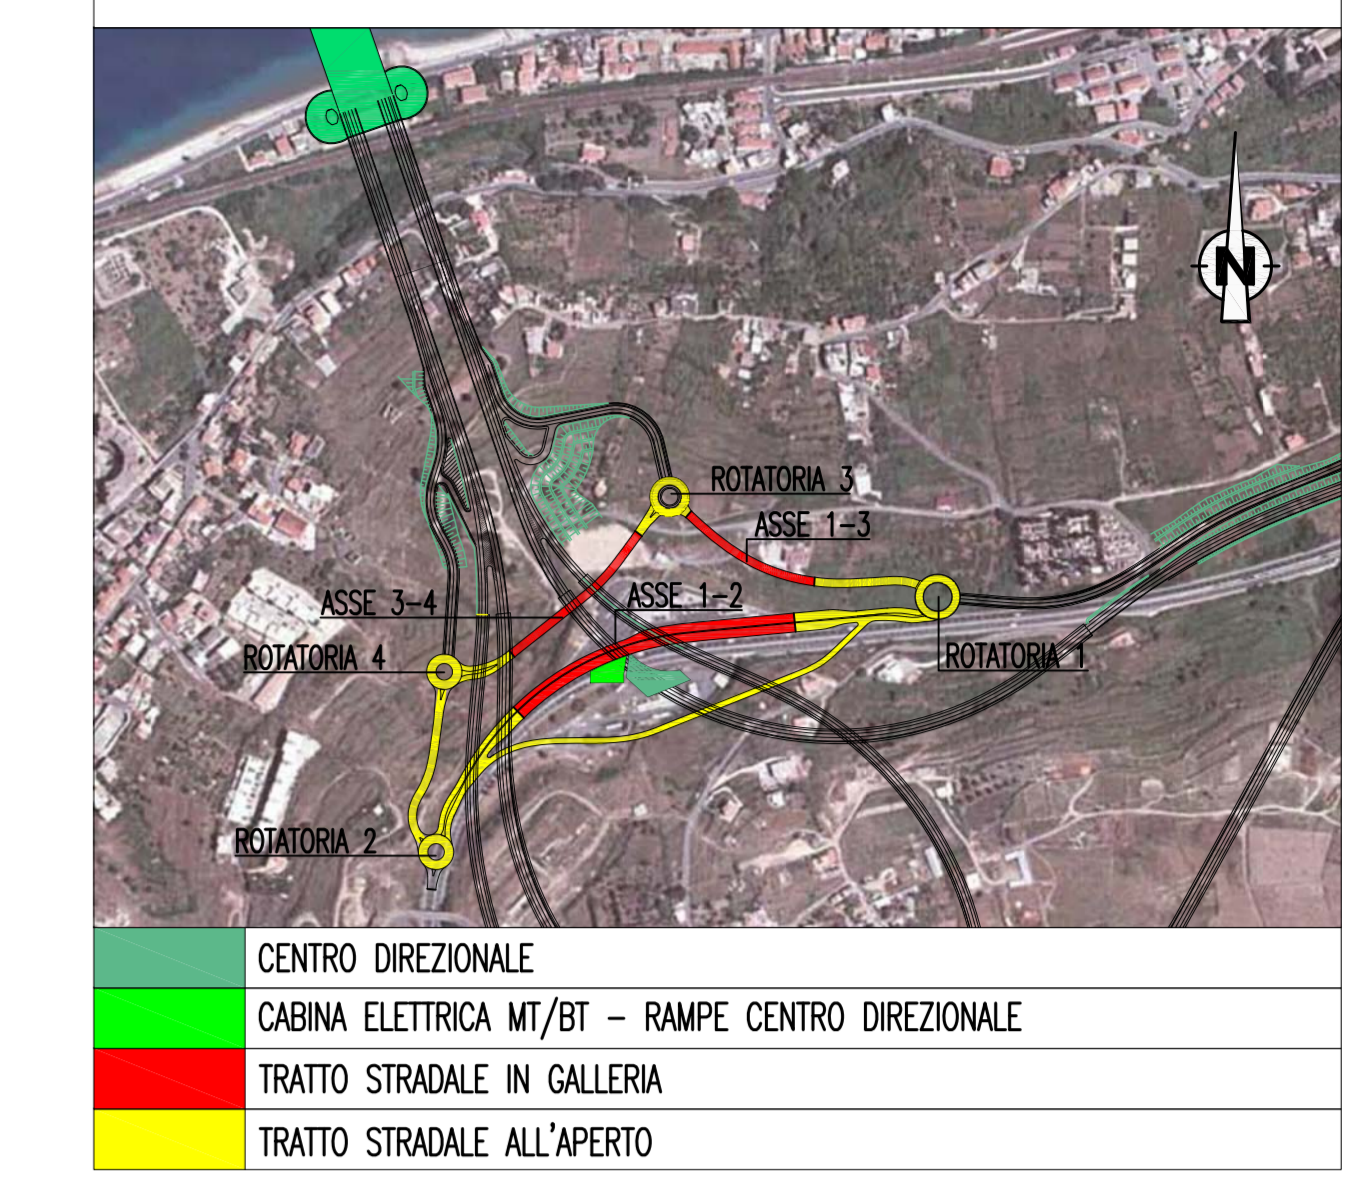 N
ROTATORIA 3
ASSE 1-3
ASSE 1-2
ASSE 3-4
ROTATORIA 4
ROTATORIA 1
ROTATORIA 2
CENTRO DIREZIONALE
CABINA ELETTRICA MT/BT – RAMPE CENTRO DIREZIONALE
TRATTO STRADALE IN GALLERIA
TRATTO STRADALE ALL'APERTO